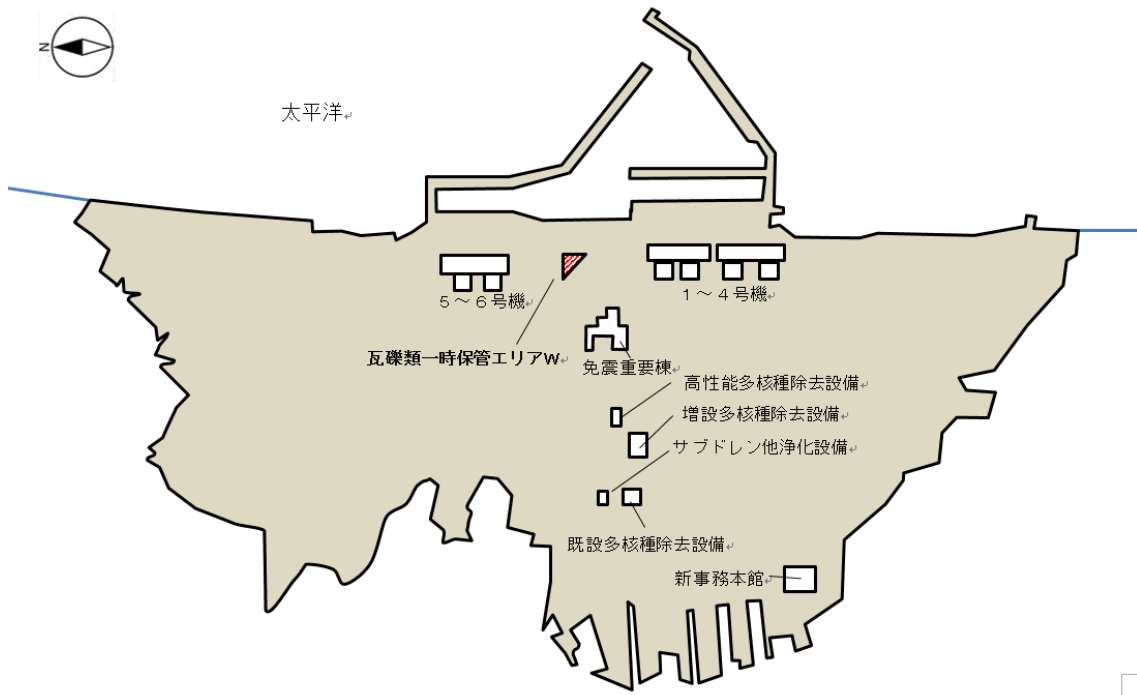 N
太平洋
5～6号機
1～4号機
瓦礫類一時保管エリアW
免震重要棟
高性能多核種除去設備
増設多核種除去設備
サブドレン他浄化設備
既設多核種除去設備
新事務本館